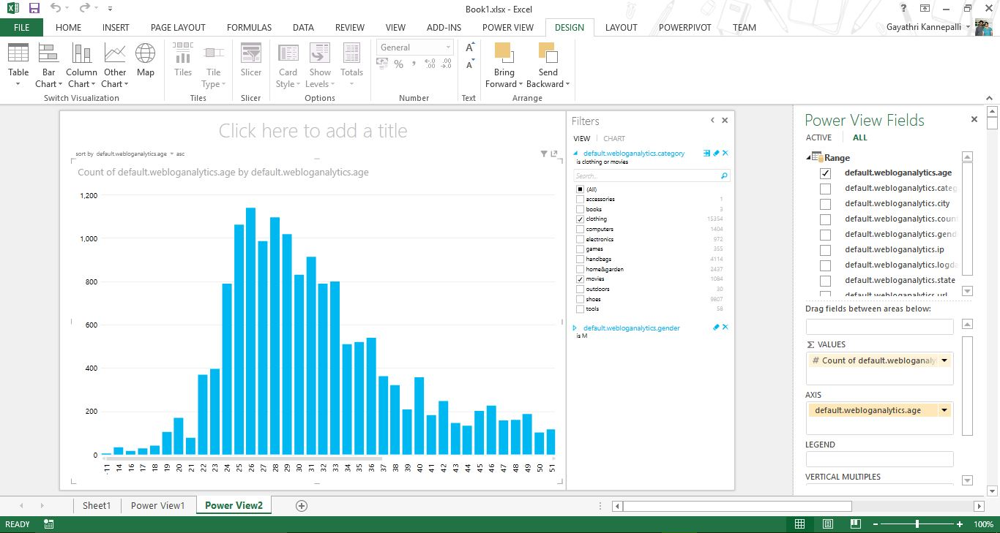 Book1.xlsx - Excel
FILE HOME INSERT PAGE LAYOUT FORMULAS DATA REVIEW VIEW ADD-INS POWER VIEW DESIGN LAYOUT POWERPIVOT TEAM Gayathri Kannepalli
General
Table Bar Column Other Map Tiles Tile Slicer Card Show Totals Bring Send
Chart Chart Chart Type Style Levels Forward Backward
Switch Visualization Tiles Slicer Options Number Text Arrange
Click here to add a title
sort by default.webloganalytics.age asc
Count of default.webloganalytics.age by default.webloganalytics.age
1,200
1,000
800
600
400
200
0
-11 14 16 17 18 19 20 21 22 23 24 25 26 27 28 29 30 31 32 33 34 35 36 37 38 39 40 41 42 43 44 45 46 47 48 49 50 51
Filters
VIEW CHART
default.webloganalytics.category
is clothing or movies
Search...
(All)
accessories 1
books 3
clothing 15354
computers 1404
electronics 972
games 355
handbags 4114
home&garden 2437
movies 1084
outdoors 30
shoes 9807
tools 58
default.webloganalytics.gender
is M
Power View Fields
ACTIVE ALL
Range
default.webloganalytics.age
default.webloganalytics.categ
default.webloganalytics.city
default.webloganalytics.coun
default.webloganalytics.gend
default.webloganalytics.ip
default.webloganalytics.logda
default.webloganalytics.state
default.webloganalytics.url
Drag fields between areas below:
Σ VALUES
# Count of default.webloganaly
AXIS
default.webloganalytics.age
LEGEND
VERTICAL MULTIPLES
Sheet1 Power View1 Power View2
READY 100%